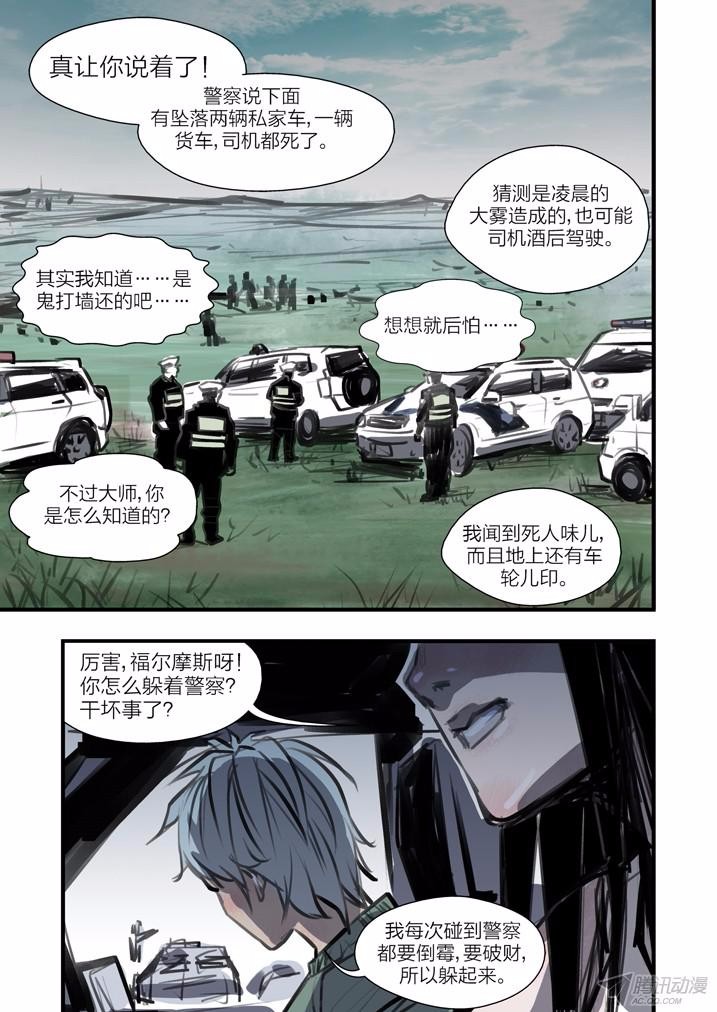 真让你说着了！
警察说下面
有坠落两辆私家车，一辆
货车，司机都死了。
猜测是凌晨的
大雾造成的，也可能
司机酒后驾驶。
其实我知道……是
鬼打墙还的吧……
想想就后怕……
不过大师，你
是怎么知道的？
我闻到死人味儿，
而且地上还有车
轮儿印。
厉害，福尔摩斯呀！
你怎么躲着警察？
干坏事了？
我每次碰到警察
都要倒霉，要破财，
所以躲起来。
腾讯动漫